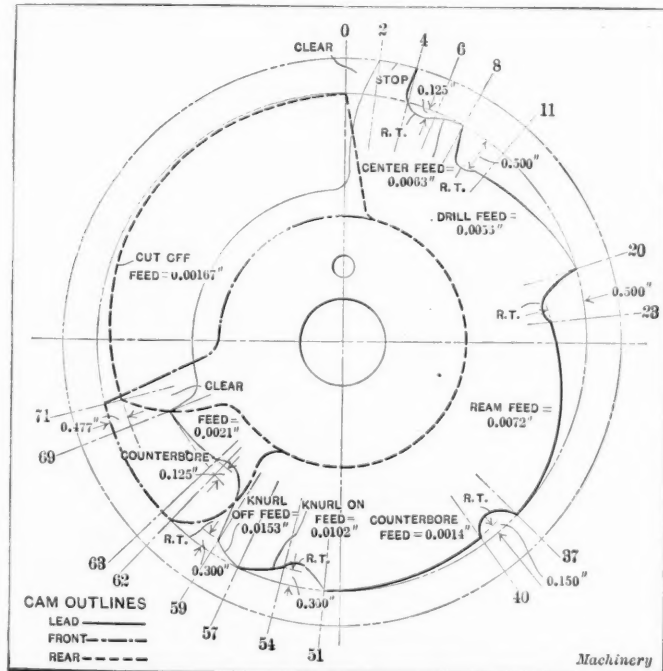 0
2
4
6
8
11
CLEAR
STOP
0.125"
R.T.
CENTER FEED=
0.0063"
R.T.
0.500"
DRILL FEED=
0.0055"
20
0.500"
R.T.
23
CUT OFF
FEED=0.00167"
CLEAR
71
0.477"
69
FEED=
0.0021"
COUNTERBORE
0.125"
REAM FEED=
0.0072"
KNURL
OFF FEED=
0.0153"
KNURL ON
FEED=
0.0102"
COUNTERBORE
FEED=0.0014"
R.T.
37
0.150"
40
63
62
R.T.
0.300"
59
57
R.T.
54
51
CAM OUTLINES
LEAD
FRONT
REAR
Machinery